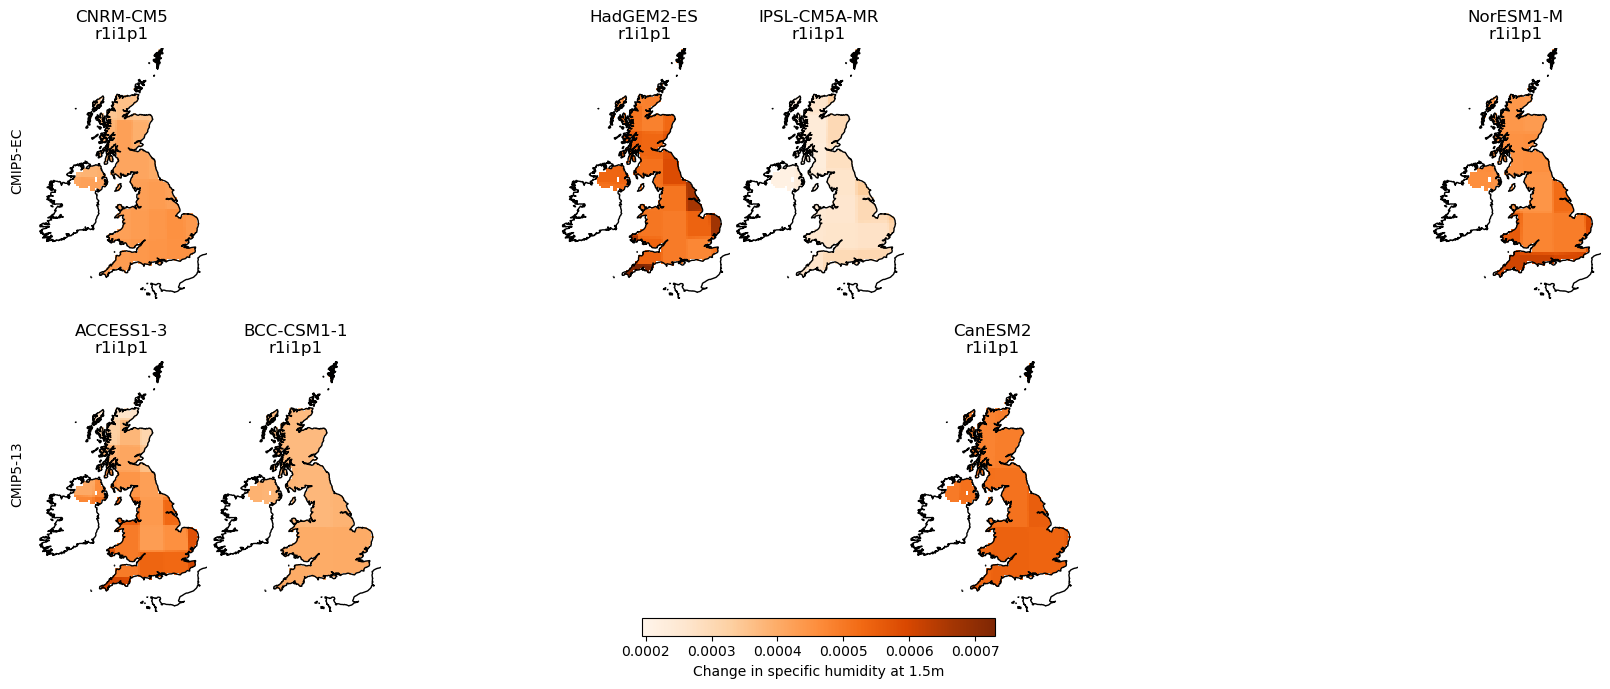 CNRM-CM5
r1i1p1
HadGEM2-ES
r1i1p1
IPSL-CM5A-MR
r1i1p1
NorESM1-M
r1i1p1
CMIP5-EC
ACCESS1-3
r1i1p1
BCC-CSM1-1
r1i1p1
CanESM2
r1i1p1
CMIP5-13
0.0002 0.0003 0.0004 0.0005 0.0006 0.0007
Change in specific humidity at 1.5m